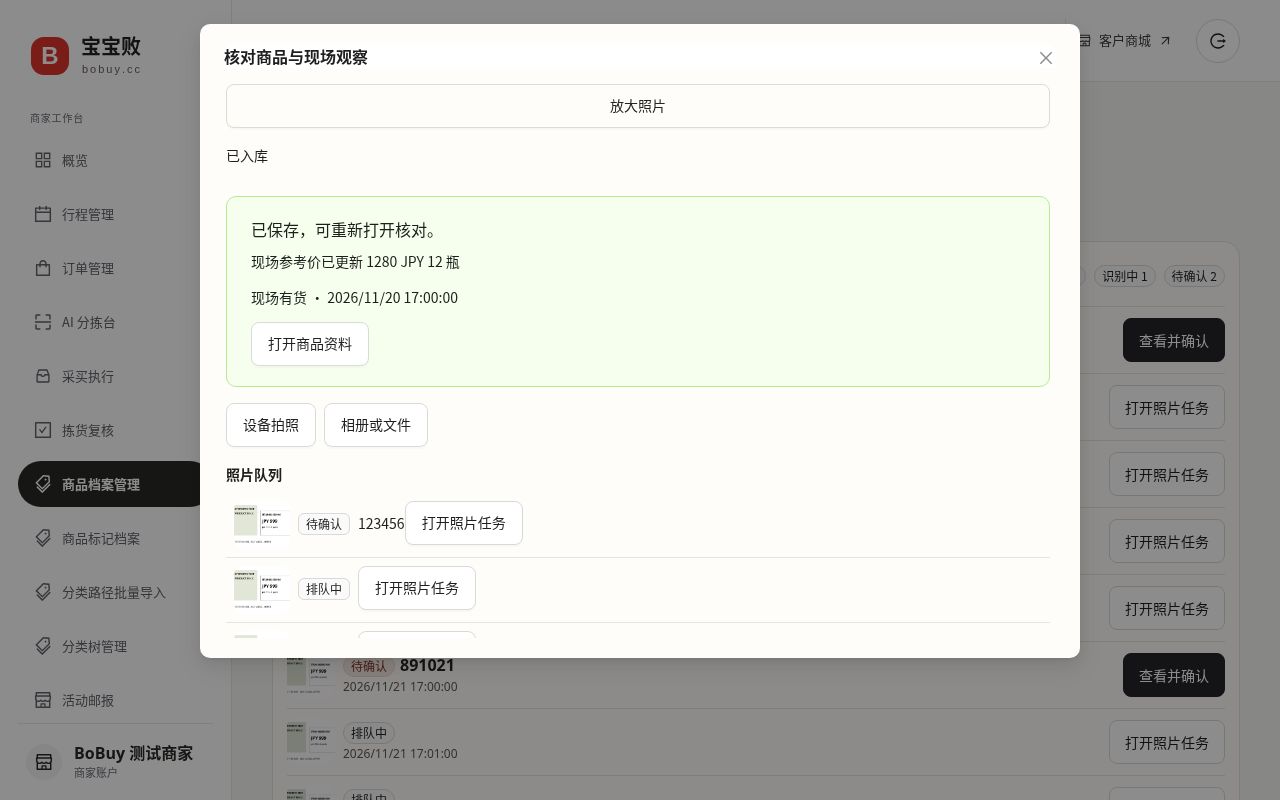 B
宝宝败
bobuy.cc
商家工作台
概览
行程管理
订单管理
AI 分拣台
采买执行
拣货复核
商品档案管理
商品标记档案
分类路径批量导入
分类树管理
活动邮报
BoBuy 测试商家
商家账户
客户商城
核对商品与现场观察
放大照片
已入库
已保存，可重新打开核对。
现场参考价已更新 1280 JPY 12 瓶
现场有货 · 2026/11/20 17:00:00
打开商品资料
设备拍照
相册或文件
照片队列
JPY 999
待确认
123456
打开照片任务
JPY 999
排队中
打开照片任务
识别中 1
待确认 2
查看并确认
打开照片任务
打开照片任务
打开照片任务
打开照片任务
待确认
891021
2026/11/21 17:00:00
查看并确认
排队中
2026/11/21 17:01:00
打开照片任务
排队中